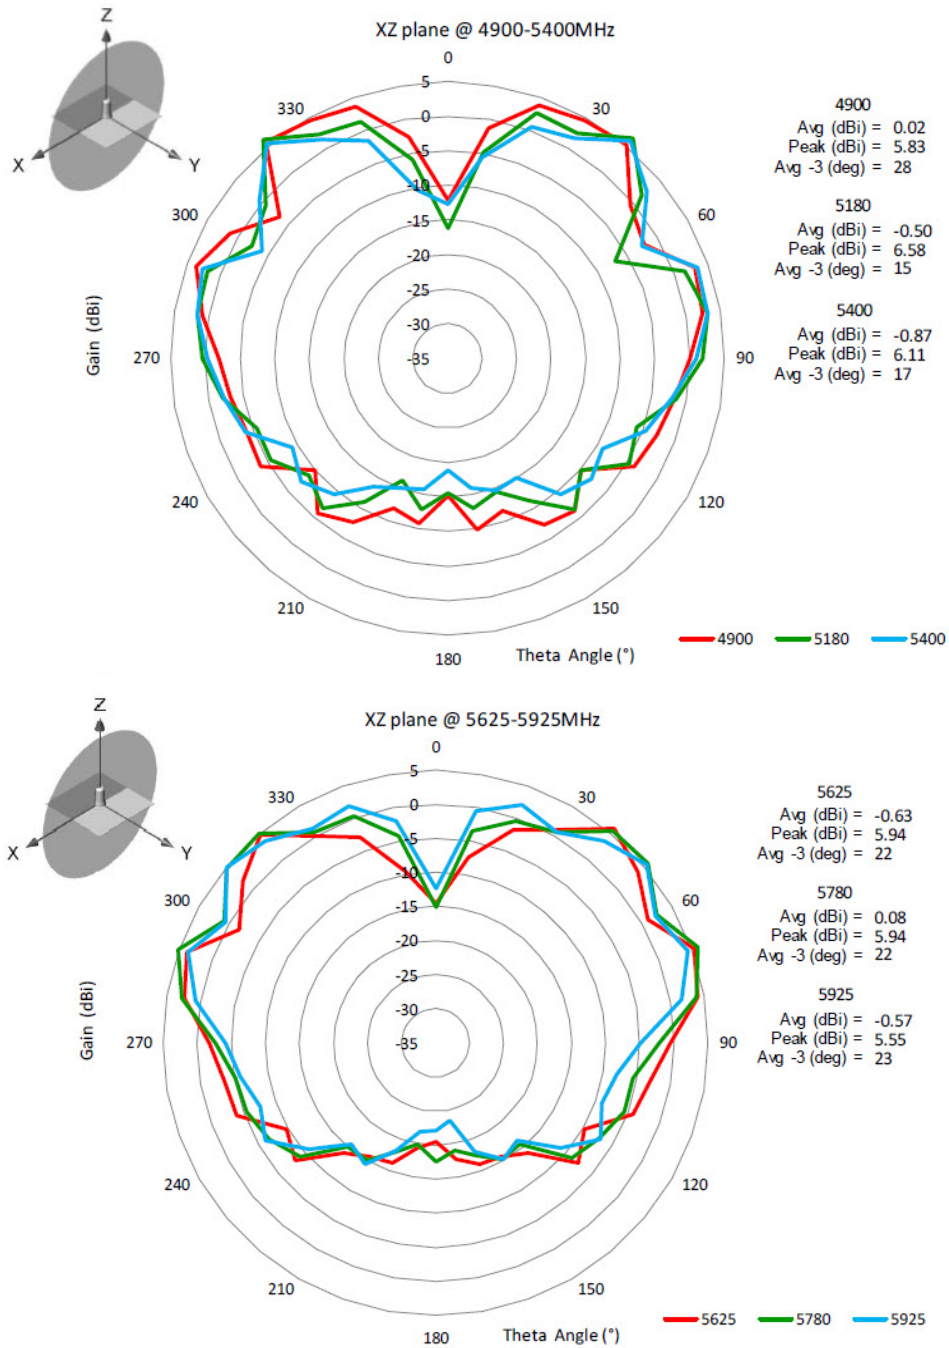 Z
X
Y
XZ plane @ 4900-5400MHz
0
30
60
90
120
150
180
210
240
270
300
330
5
0
-5
-10
-15
-20
-25
-30
-35
Gain (dBi)
Theta Angle (°)
4900
Avg (dBi) = 0.02
Peak (dBi) = 5.83
Avg -3 (deg) = 28
5180
Avg (dBi) = -0.50
Peak (dBi) = 6.58
Avg -3 (deg) = 15
5400
Avg (dBi) = -0.87
Peak (dBi) = 6.11
Avg -3 (deg) = 17
4900 5180 5400
Z
X
Y
XZ plane @ 5625-5925MHz
0
30
60
90
120
150
180
210
240
270
300
330
5
0
-5
-10
-15
-20
-25
-30
-35
Gain (dBi)
Theta Angle (°)
5625
Avg (dBi) = -0.63
Peak (dBi) = 5.94
Avg -3 (deg) = 22
5780
Avg (dBi) = 0.08
Peak (dBi) = 5.94
Avg -3 (deg) = 22
5925
Avg (dBi) = -0.57
Peak (dBi) = 5.55
Avg -3 (deg) = 23
5625 5780 5925